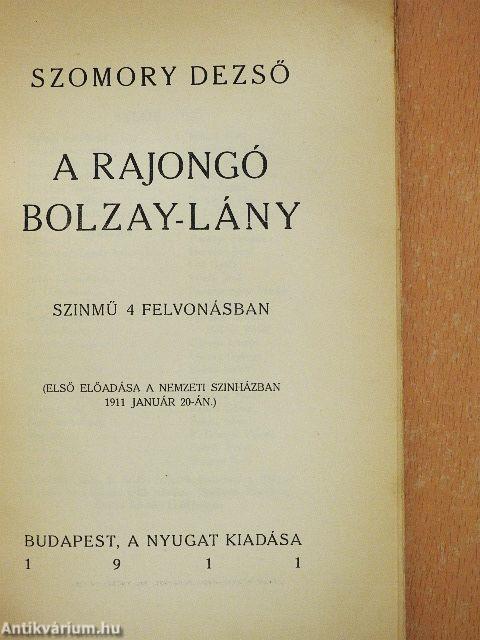 SZOMORY DEZSŐ
A RAJONGÓ
BOLZAY-LÁNY
SZINMŰ 4 FELVONÁSBAN
(ELSŐ ELŐADÁSA A NEMZETI SZINHÁZBAN
1911 JANUÁR 20-ÁN.)
BUDAPEST, A NYUGAT KIADÁSA
1 9 1 1
Antikvárium.hu